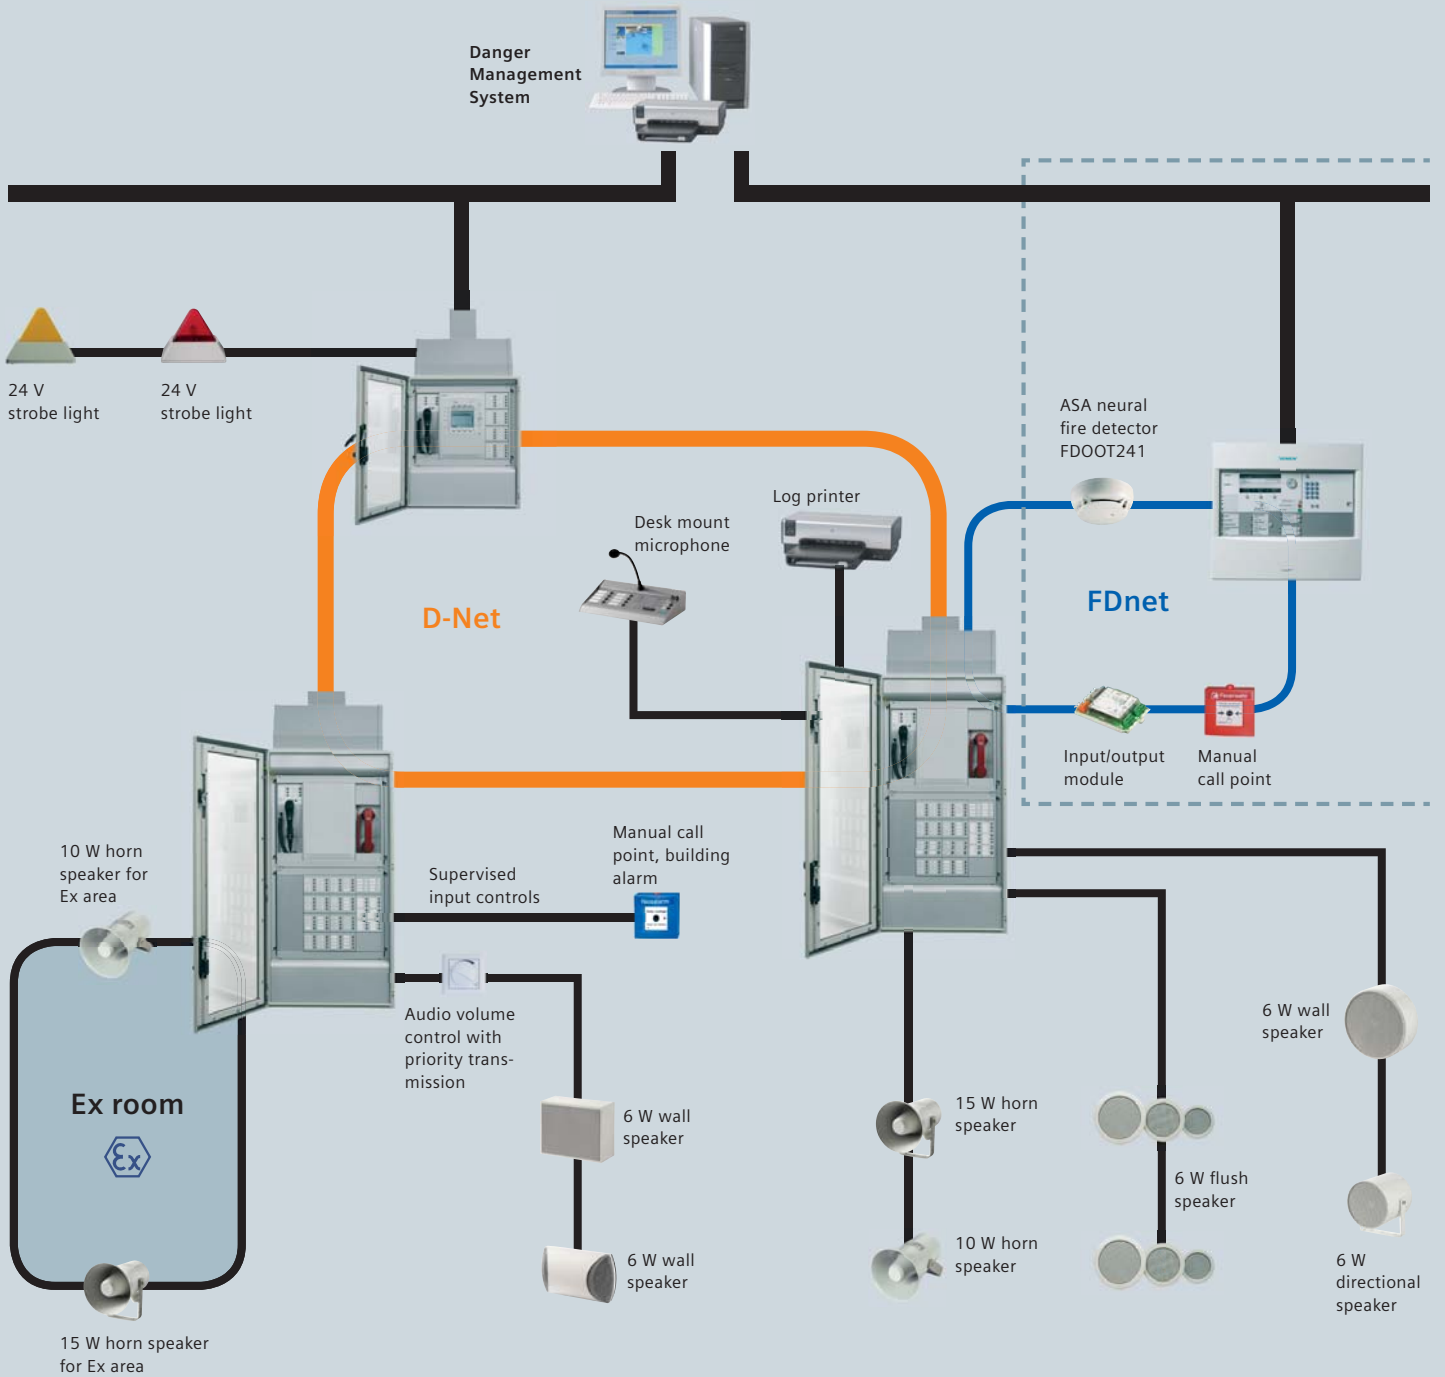 Danger
Management
System
24 V
strobe light
24 V
strobe light
ASA neural
fire detector
FDOOT241
Log printer
Desk mount
microphone
D-Net
FDnet
Input/output
module
Manual
call point
10 W horn
speaker for
Ex area
Supervised
input controls
Manual call
point, building
alarm
Hausalarm
Audio volume
control with
priority trans-
mission
6 W wall
speaker
Ex room
Ex
6 W wall
speaker
15 W horn
speaker
6 W flush
speaker
6 W wall
speaker
10 W horn
speaker
6 W
directional
speaker
15 W horn speaker
for Ex area